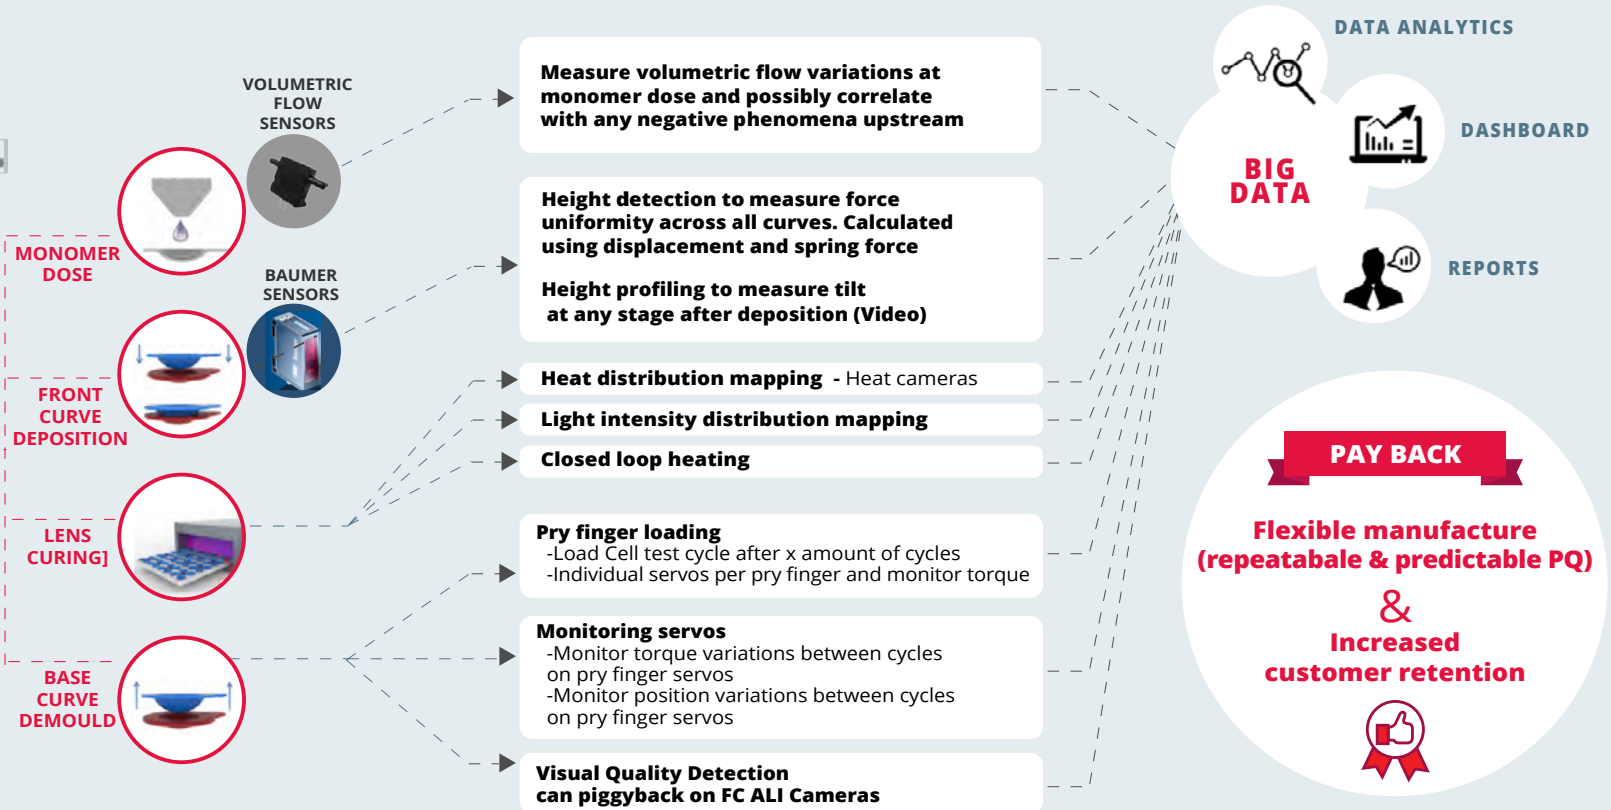 VOLUMETRIC
FLOW
SENSORS
MONOMER
DOSE
BAUMER
SENSORS
FRONT
CURVE
DEPOSITION
LENS
CURING]
BASE
CURVE
DEMOULD
Measure volumetric flow variations at
monomer dose and possibly correlate
with any negative phenomena upstream
Height detection to measure force
uniformity across all curves. Calculated
using displacement and spring force
Height profiling to measure tilt
at any stage after deposition (Video)
Heat distribution mapping - Heat cameras
Light intensity distribution mapping
Closed loop heating
Pry finger loading
-Load Cell test cycle after x amount of cycles
-Individual servos per pry finger and monitor torque
Monitoring servos
-Monitor torque variations between cycles
on pry finger servos
-Monitor position variations between cycles
on pry finger servos
Visual Quality Detection
can piggyback on FC ALI Cameras
DATA ANALYTICS
DASHBOARD
BIG
DATA
REPORTS
PAY BACK
Flexible manufacture
(repeatabale & predictable PQ)
&
Increased
customer retention